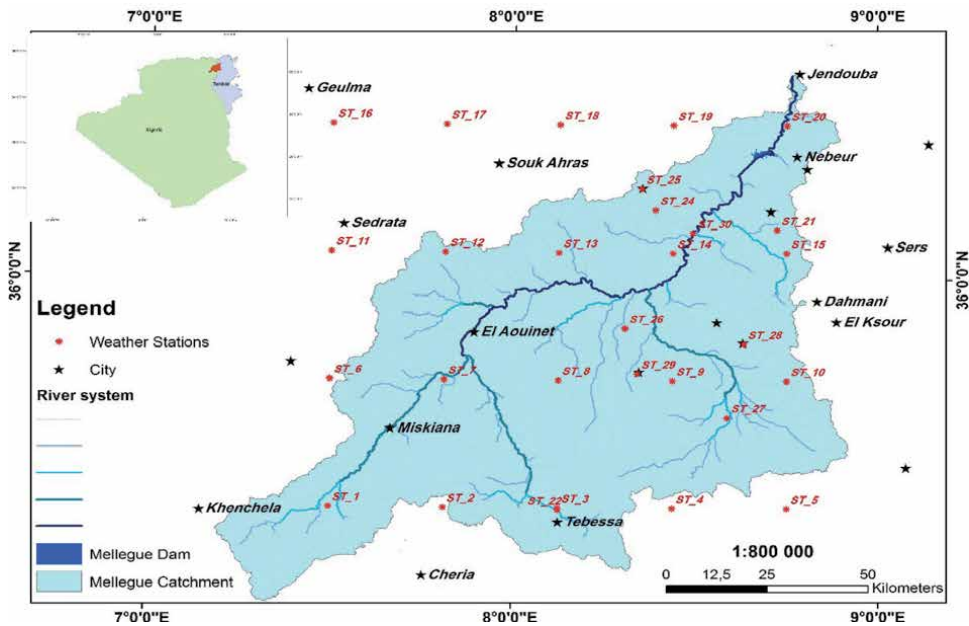 7°0'0"E
8°0'0"E
9°0'0"E
Algeria
Tunisia
Jendouba
Geulma
ST_16
ST_17
ST_18
ST_19
ST_20
Souk Ahras
Nebeur
ST_25
ST_24
Sedrata
ST_30
ST_21
ST_11
ST_12
ST_13
ST_14
ST_15
Sers
36°0'0"N
36°0'0"N
Legend
Weather Stations
City
River system
Mellegue Dam
Mellegue Catchment
Dahmani
El Ksour
ST_26
El Aouinet
ST_28
ST_6
ST_7
ST_8
ST_29
ST_9
ST_10
ST_27
Miskiana
Khenchela
ST_1
ST_2
ST_22
ST_3
ST_4
ST_5
Tebessa
Cheria
1:800 000
0 12,5 25 50
Kilometers
7°0'0"E
8°0'0"E
9°0'0"E